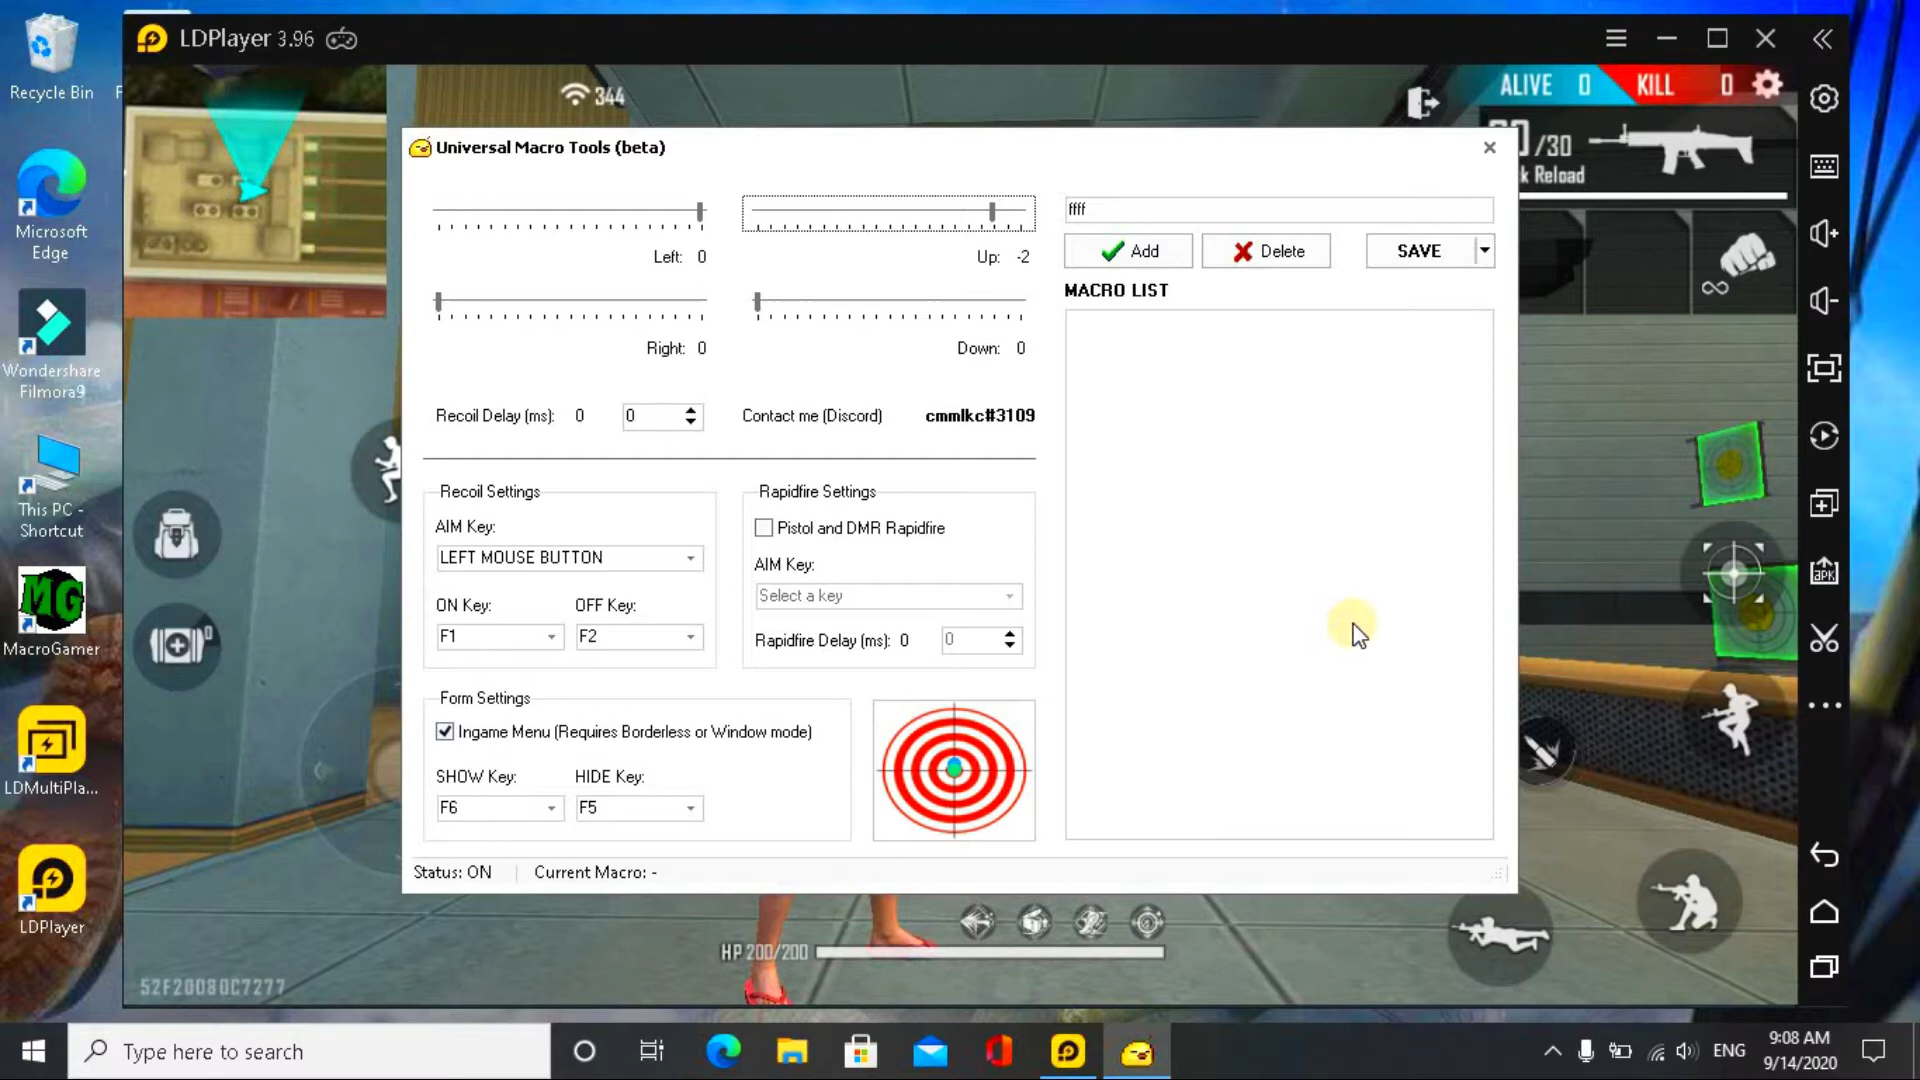 LDPlayer 3.96
Recycle Bin
F
344
ALIVE 0
KILL 0
Universal Macro Tools (beta)
/30
k Reload
Left: 0
Up: -2
ffff
Add
Delete
SAVE
MACRO LIST
Right: 0
Down: 0
∞
Microsoft
Edge
Wondershare
Filmora9
Recoil Delay (ms): 0
0
Contact me (Discord)
cmmlkc#3109
This PC -
Shortcut
Recoil Settings
AIM Key:
LEFT MOUSE BUTTON
ON Key:
OFF Key:
F1
F2
Rapidfire Settings
Pistol and DMR Rapidfire
AIM Key:
Select a key
Rapidfire Delay (ms): 0
0
APK
MG
MacroGamer
0
Form Settings
Ingame Menu (Requires Borderless or Window mode)
SHOW Key:
HIDE Key:
F6
F5
LDMultiPla...
Status: ON
Current Macro: -
LDPlayer
HP 200/200
52F20080C7277
Type here to search
ENG
9:08 AM
9/14/2020